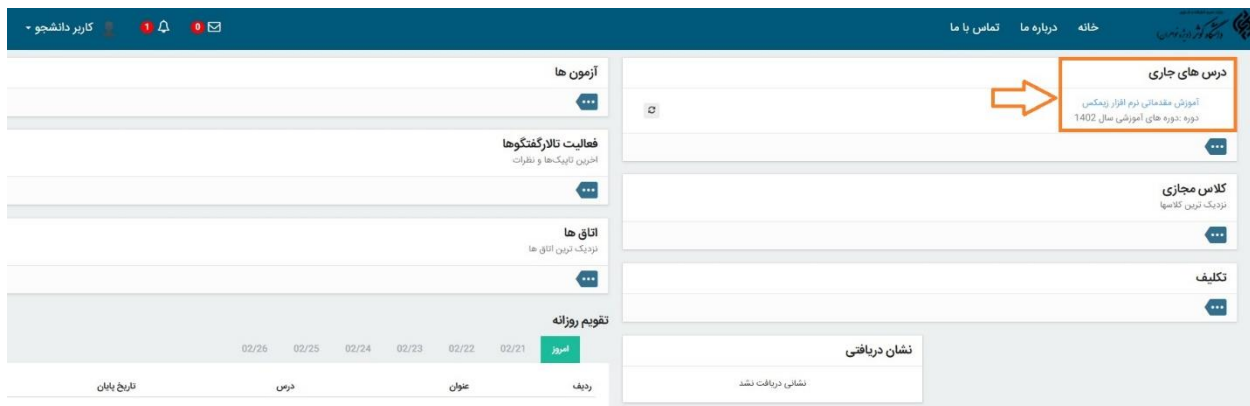 خانه
درباره ما
تماس با ما
0
1
کاربر دانشجو
درس های جاری
آموزش مقدماتی نرم افزار زیمکس
دوره :دوره های آموزشی سال 1402
کلاس مجازی
نزدیک ترین کلاسها
تکلیف
نشان دریافتی
نشانی دریافت نشد
آزمون ها
فعالیت تالارگفتگوها
اخرین تاپیک‌ها و نظرات
اتاق ها
نزدیک ترین اتاق ها
تقویم روزانه
امروز 02/21 02/22 02/23 02/24 02/25 02/26
ردیف عنوان درس تاریخ پایان